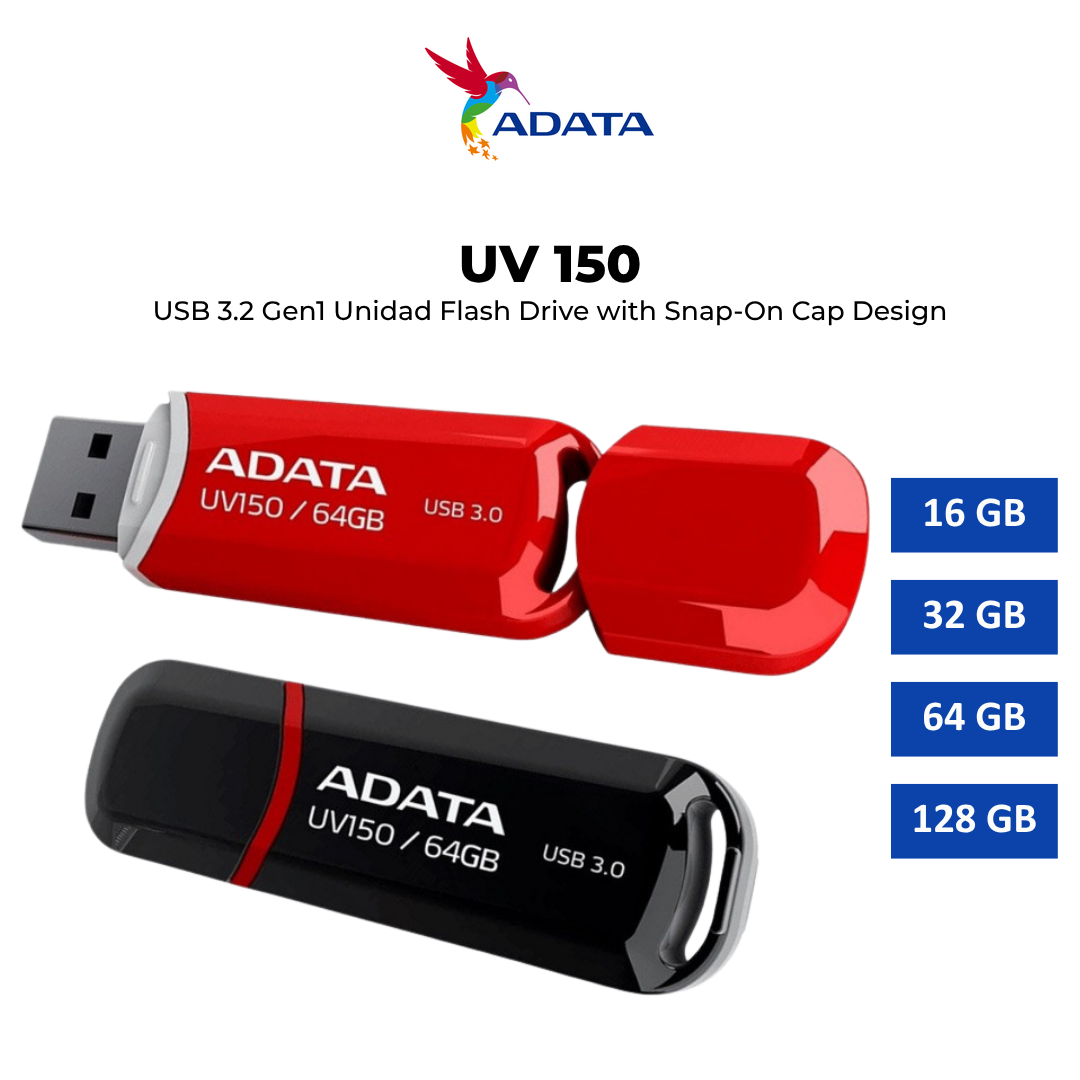 ADATA
UV 150
USB 3.2 Gen1 Unidad Flash Drive with Snap-On Cap Design
ADATA
UV150 / 64GB
USB 3.0
16 GB
32 GB
64 GB
128 GB
ADATA
UV150 / 64GB
USB 3.0